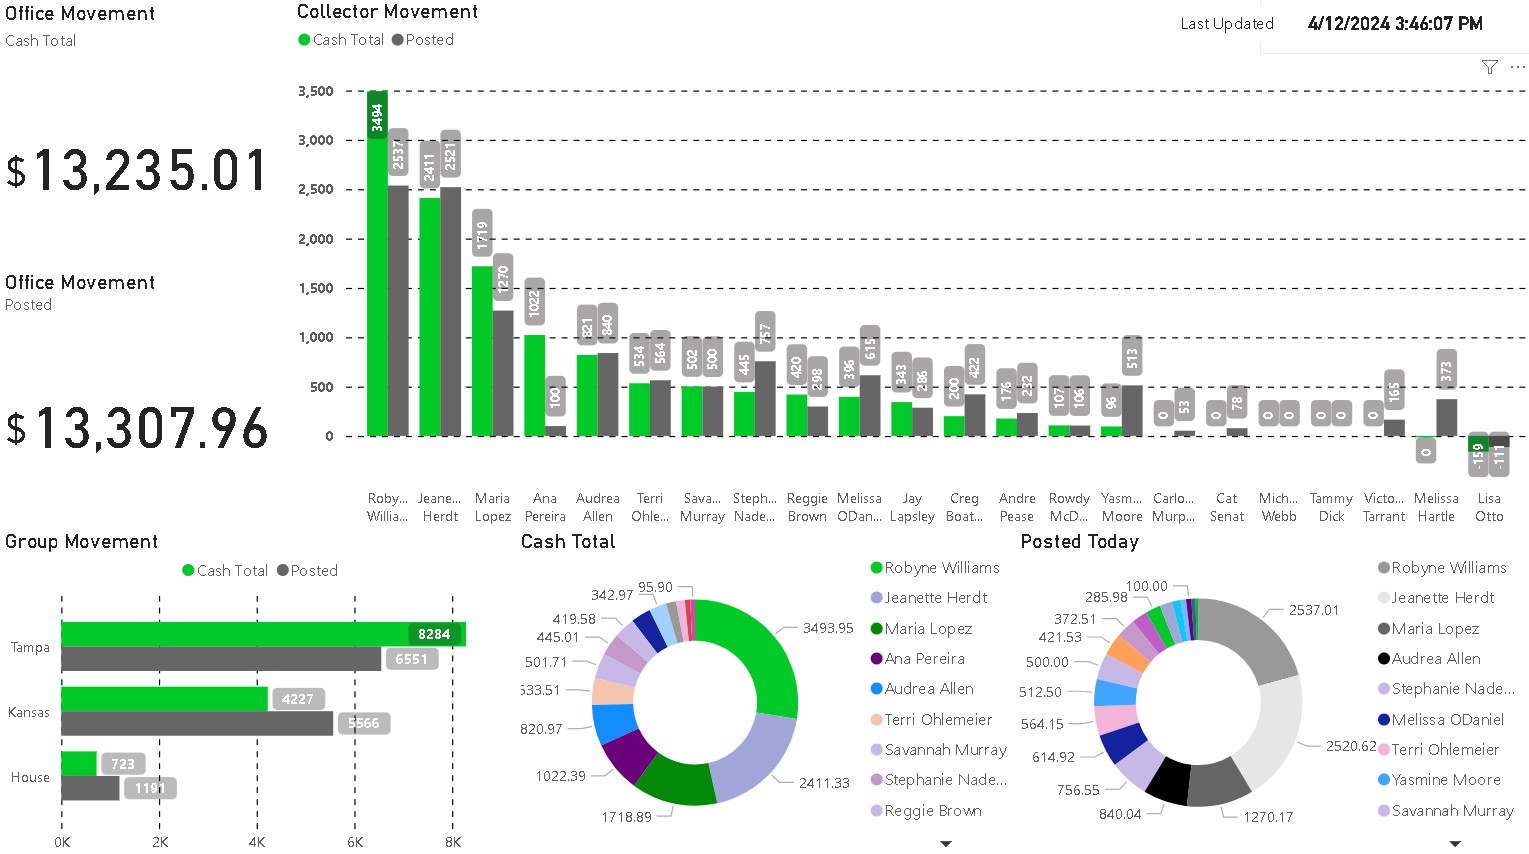 Office Movement
Cash Total
$13,235.01
Office Movement
Posted
$13,307.96
Collector Movement
Cash Total Posted
Last Updated 4/12/2024 3:46:07 PM
3,500
3,000
2,500
2,000
1,500
1,000
500
0
3494 2537 2411 2521 1719 1270 1022 100 821 840 534 564 502 500 445 757 420 298 396 615 343 286 200 422 176 232 107 106 96 513 0 53 0 78 0 0 0 0 0 165 0 373 -159 -111
Roby... Jeane... Maria Ana Audrea Terri Sava... Steph... Reggie Melissa Jay Creg Andre Rowdy Yasm... Carlo... Cat Mich... Tammy Victo... Melissa Lisa
Willia... Herdt Lopez Pereira Allen Ohle... Murray Nade... Brown ODan... Lapsley Boat... Pease McD... Moore Murp... Senat Webb Dick Tarrant Hartle Otto
Group Movement
Cash Total Posted
Tampa
8284
6551
Kansas
4227
5566
House
723
1191
0K 2K 4K 6K 8K
Cash Total
95.90
342.97
419.58
445.01
501.71
533.51
820.97
1022.39
1718.89
2411.33
3493.95
Robyne Williams
Jeanette Herdt
Maria Lopez
Ana Pereira
Audrea Allen
Terri Ohlemeier
Savannah Murray
Stephanie Nade...
Reggie Brown
Posted Today
100.00
285.98
372.51
421.53
500.00
512.50
564.15
614.92
756.55
840.04
1270.17
2520.62
2537.01
Robyne Williams
Jeanette Herdt
Maria Lopez
Audrea Allen
Stephanie Nade...
Melissa ODaniel
Terri Ohlemeier
Yasmine Moore
Savannah Murray